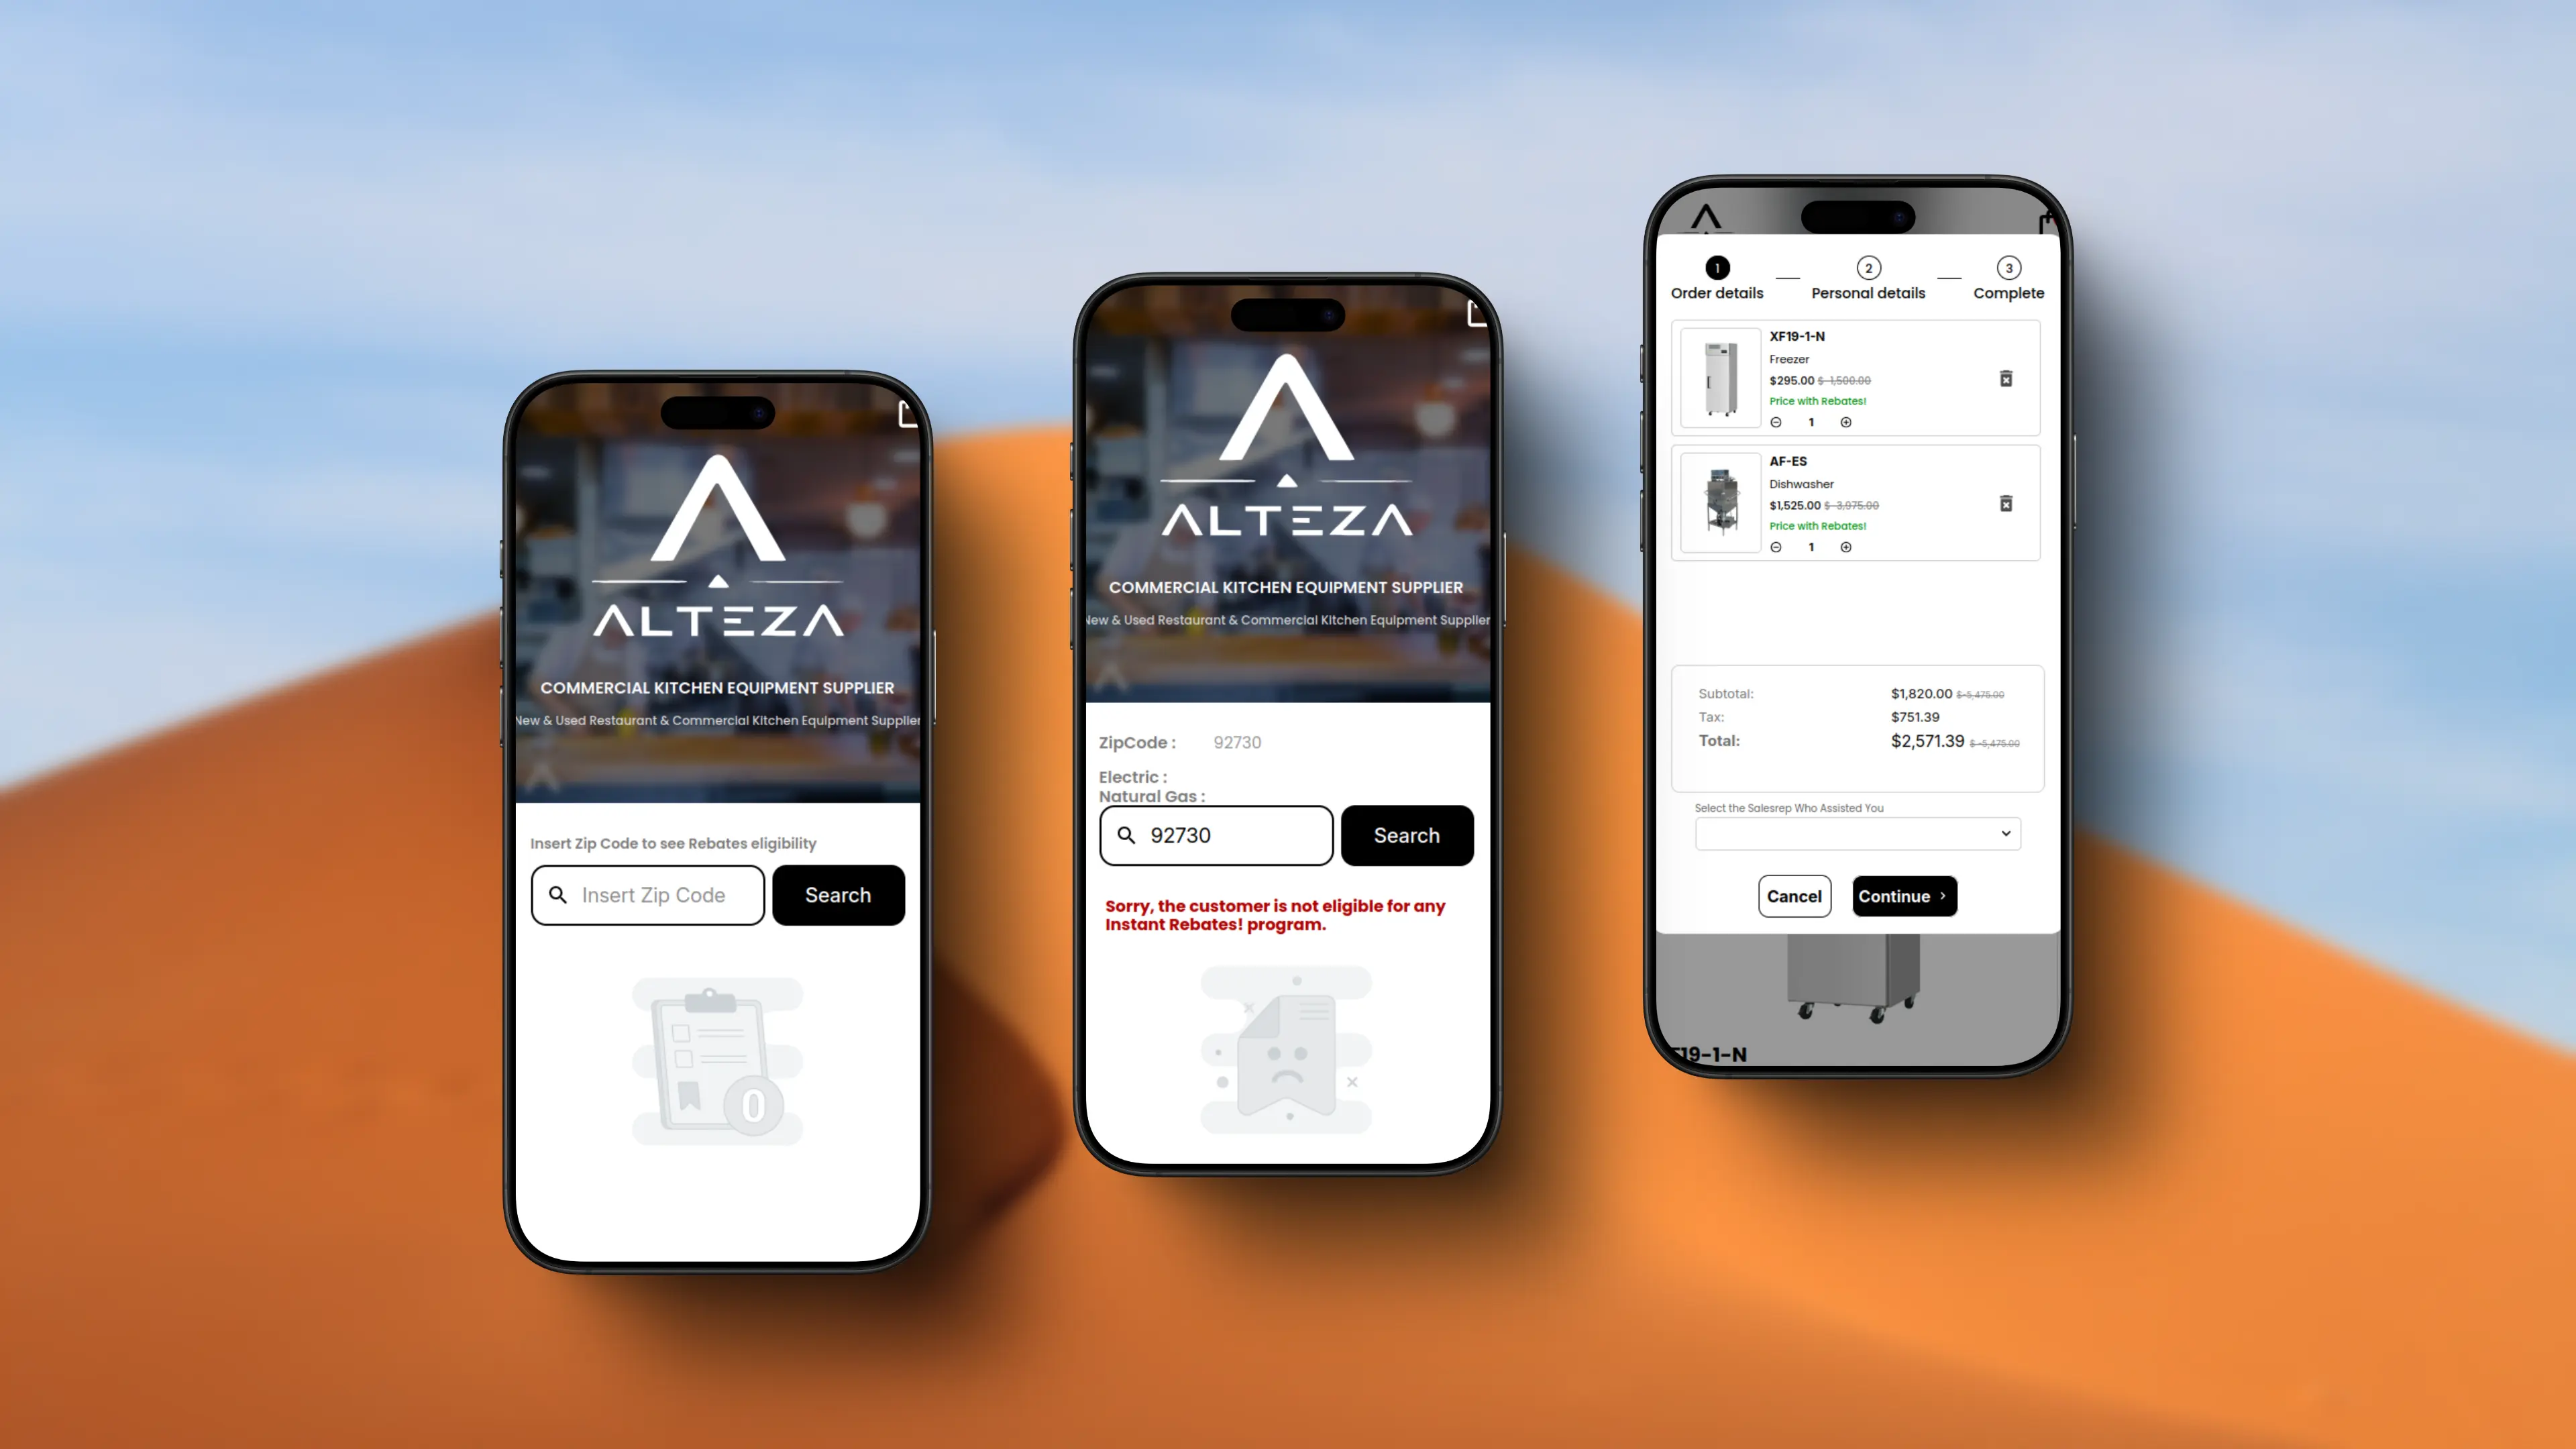 ALTEZA
COMMERCIAL KITCHEN EQUIPMENT SUPPLIER
New & Used Restaurant & Commercial Kitchen Equipment Supplier
Insert Zip Code to see Rebates eligibility
Insert Zip Code
Search
0
ALTEZA
COMMERCIAL KITCHEN EQUIPMENT SUPPLIER
New & Used Restaurant & Commercial Kitchen Equipment Supplier
ZipCode : 92730
Electric :
Natural Gas :
92730
Search
Sorry, the customer is not eligible for any
Instant Rebates! program.
1 2 3
Order details Personal details Complete
XF19-1-N
Freezer
$295.00 $ 1,500.00
Price with Rebates!
1
AF-ES
Dishwasher
$1,525.00 $ 3,975.00
Price with Rebates!
1
Subtotal: $1,820.00 $ 5,475.00
Tax: $751.39
Total: $2,571.39 $ 5,475.00
Select the Salesrep Who Assisted You
Cancel
Continue
F19-1-N